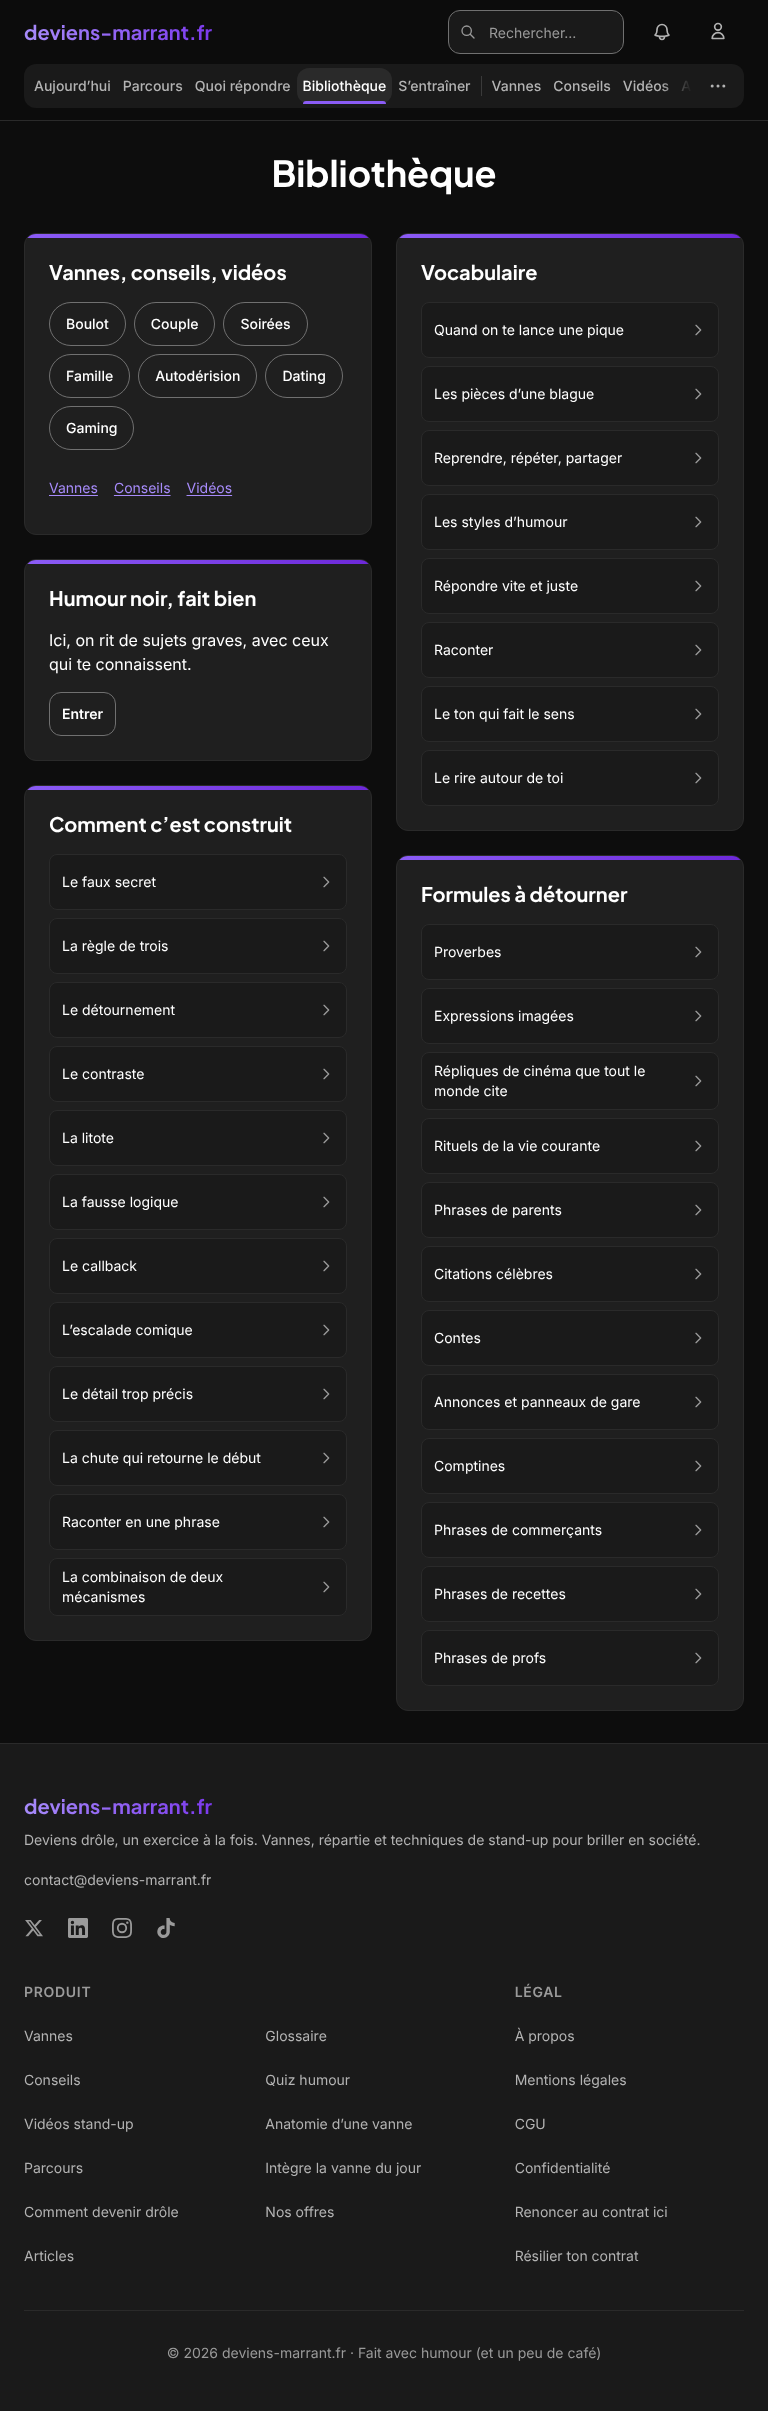 deviens-marrant.fr
Rechercher...
Aujourd’hui Parcours Quoi répondre Bibliothèque S’entraîner Vannes Conseils Vidéos
Bibliothèque
Vannes, conseils, vidéos
Boulot Couple Soirées
Famille Autodérision Dating
Gaming
Vannes Conseils Vidéos
Humour noir, fait bien
Ici, on rit de sujets graves, avec ceux
qui te connaissent.
Entrer
Comment c’est construit
Le faux secret
La règle de trois
Le détournement
Le contraste
La litote
La fausse logique
Le callback
L’escalade comique
Le détail trop précis
La chute qui retourne le début
Raconter en une phrase
La combinaison de deux
mécanismes
Vocabulaire
Quand on te lance une pique
Les pièces d’une blague
Reprendre, répéter, partager
Les styles d’humour
Répondre vite et juste
Raconter
Le ton qui fait le sens
Le rire autour de toi
Formules à détourner
Proverbes
Expressions imagées
Répliques de cinéma que tout le
monde cite
Rituels de la vie courante
Phrases de parents
Citations célèbres
Contes
Annonces et panneaux de gare
Comptines
Phrases de commerçants
Phrases de recettes
Phrases de profs
deviens-marrant.fr
Deviens drôle, un exercice à la fois. Vannes, répartie et techniques de stand-up pour briller en société.
contact@deviens-marrant.fr
PRODUIT
Vannes
Conseils
Vidéos stand-up
Parcours
Comment devenir drôle
Articles
Glossaire
Quiz humour
Anatomie d’une vanne
Intègre la vanne du jour
Nos offres
LÉGAL
À propos
Mentions légales
CGU
Confidentialité
Renoncer au contrat ici
Résilier ton contrat
© 2026 deviens-marrant.fr · Fait avec humour (et un peu de café)